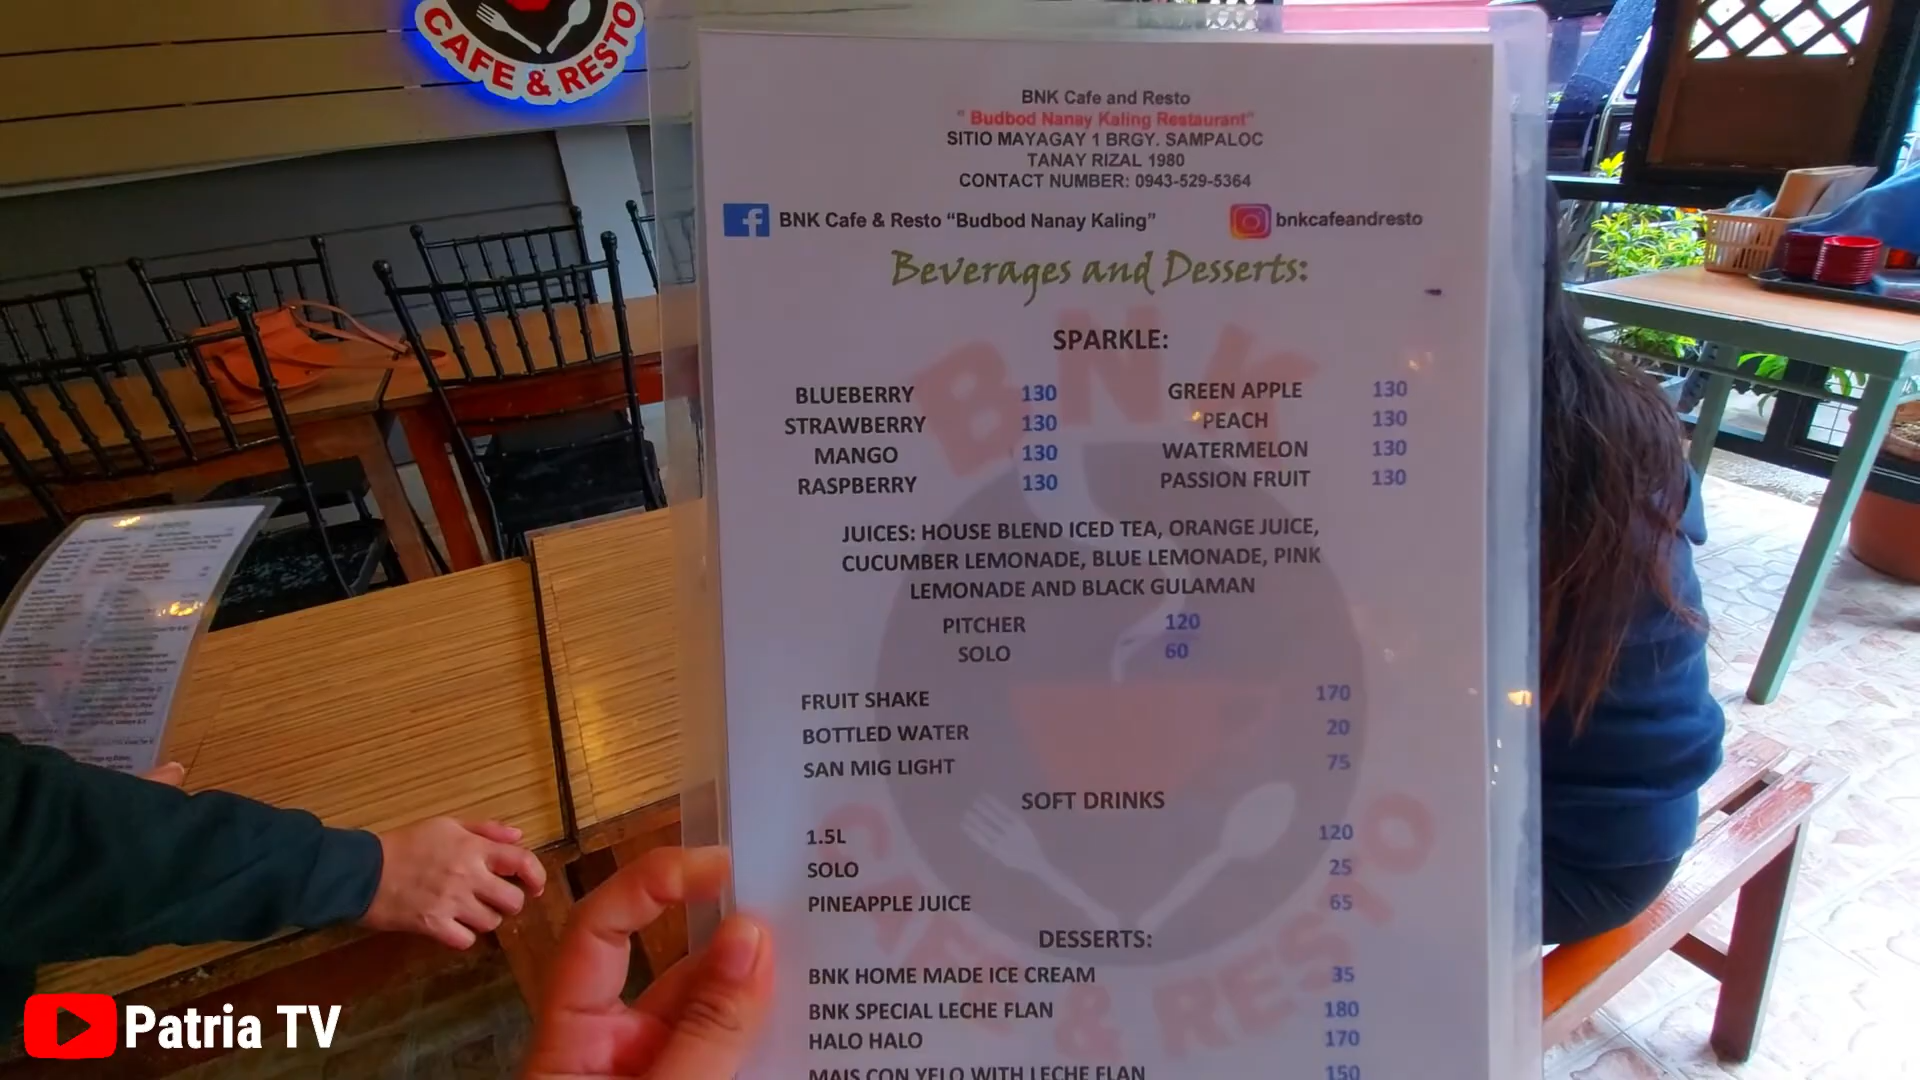 CAFE & RESTO
BNK Cafe and Resto
" Budbod Nanay Kaling Restaurant"
SITIO MAYAGAY 1 BRGY. SAMPALOC
TANAY RIZAL 1980
CONTACT NUMBER: 0943-529-5364
BNK Cafe & Resto “Budbod Nanay Kaling” bnkcafeandresto
Beverages and Desserts:
SPARKLE:
BLUEBERRY 130 GREEN APPLE 130
STRAWBERRY 130 PEACH 130
MANGO 130 WATERMELON 130
RASPBERRY 130 PASSION FRUIT 130
JUICES: HOUSE BLEND ICED TEA, ORANGE JUICE,
CUCUMBER LEMONADE, BLUE LEMONADE, PINK
LEMONADE AND BLACK GULAMAN
PITCHER 120
SOLO 60
FRUIT SHAKE 170
BOTTLED WATER 20
SAN MIG LIGHT 75
SOFT DRINKS
1.5L 120
SOLO 25
PINEAPPLE JUICE 65
DESSERTS:
BNK HOME MADE ICE CREAM 35
BNK SPECIAL LECHE FLAN 180
HALO HALO 170
MAIS CON YELO WITH LECHE FLAN 150
BNK
CAFE & RESTO
Patria TV